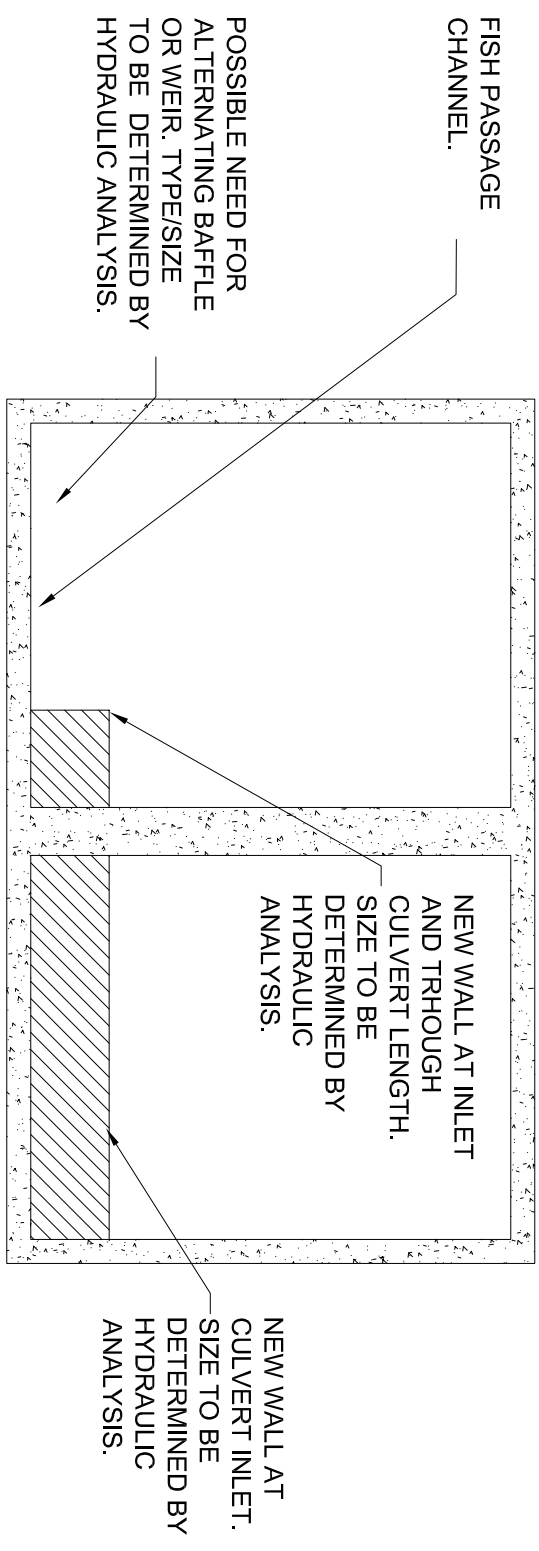 FISH PASSAGE
CHANNEL.
POSSIBLE NEED FOR
ALTERNATING BAFFLE
OR WEIR. TYPE/SIZE
TO BE DETERMINED BY
HYDRAULIC ANALYSIS.
NEW WALL AT INLET
AND TRHOUGH
CULVERT LENGTH.
SIZE TO BE
DETERMINED BY
HYDRAULIC
ANALYSIS.
NEW WALL AT
CULVERT INLET.
SIZE TO BE
DETERMINED BY
HYDRAULIC
ANALYSIS.